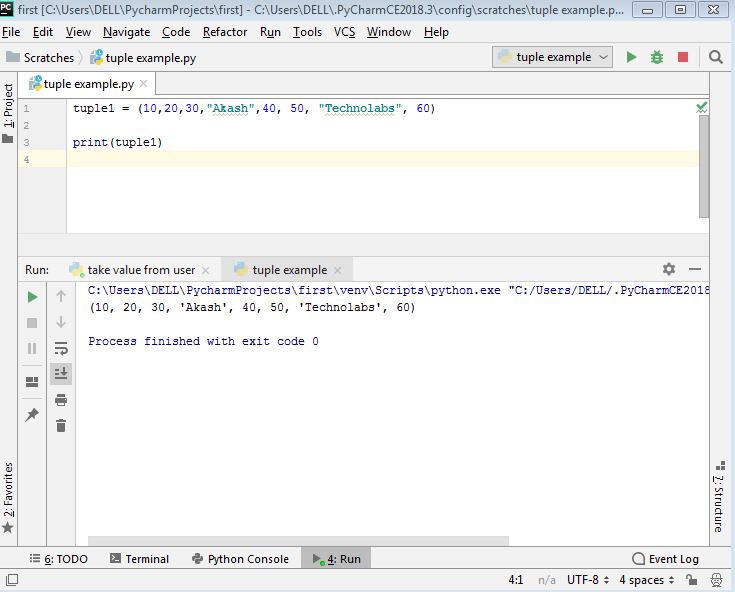 PC first [C:\Users\DELL\PycharmProjects\first] - C:\Users\DELL\.PyCharmCE2018.3\config\scratches\tuple example.p...
File Edit View Navigate Code Refactor Run Tools VCS Window Help
Scratches tuple example.py tuple example
1: Project
tuple example.py
1 tuple1 = (10,20,30,"Akash",40, 50, "Technolabs", 60)
2
3 print(tuple1)
4
Run: take value from user tuple example
C:\Users\DELL\PycharmProjects\first\venv\Scripts\python.exe "C:/Users/DELL/.PyCharmCE2018
(10, 20, 30, 'Akash', 40, 50, 'Technolabs', 60)
Process finished with exit code 0
2: Favorites
7: Structure
6: TODO Terminal Python Console 4: Run Event Log
4:1 n/a UTF-8 4 spaces